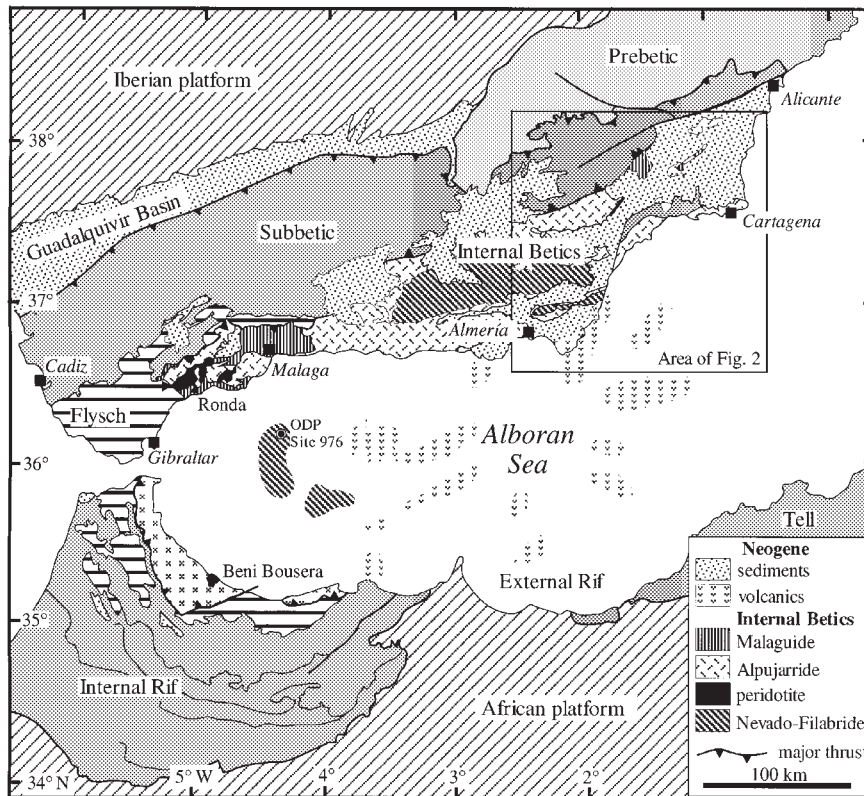 Prebetic
Iberian platform
Alicante
38°
Guadalquivir Basin
Subbetic
Cartagena
Internal Betics
37°
Almería
Cadiz
Malaga
Area of Fig. 2
Ronda
Flysch
ODP
Site 976
Gibraltar
Alboran
Sea
36°
Tell
Beni Bousera
External Rif
35°
Internal Rif
African platform
34° N
5° W
4°
3°
2°
Neogene
sediments
volcanics
Internal Betics
Malaguide
Alpujarride
peridotite
Nevado-Filabride
major thrust
100 km